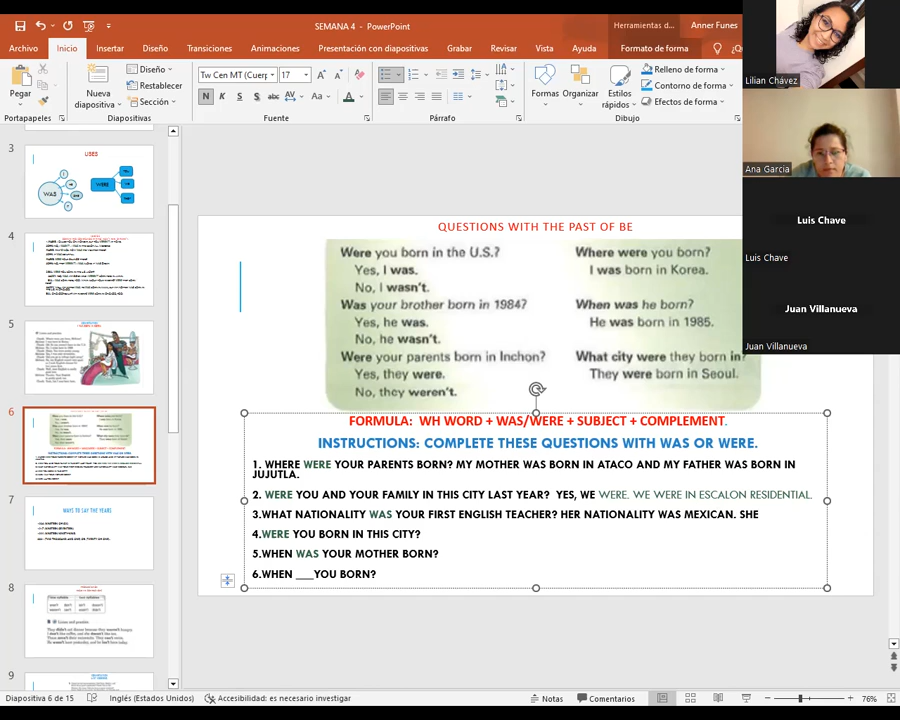 SEMANA 4 - PowerPoint
Herramientas d...
Anner Funes
Archivo
Inicio
Insertar
Diseño
Transiciones
Animaciones
Presentación con diapositivas
Grabar
Revisar
Vista
Ayuda
Formato de forma
Pegar
Nueva diapositiva
Diseño
Restablecer
Sección
Tw Cen MT (Cuerp
17
N K S S abc AV Aa A
Formas
Organizar
Estilos rápidos
Relleno de forma
Contorno de forma
Efectos de forma
Portapapeles
Diapositivas
Fuente
Párrafo
Dibujo
Lilian Chávez
Ana Garcia
Luis Chave
Luis Chave
Juan Villanueva
Juan Villanueva
3
USES
WAS
WERE
4
5
6
7
WAYS TO SAY THE YEARS
8
9
QUESTIONS WITH THE PAST OF BE
Were you born in the U.S.?
Yes, I was.
No, I wasn't.
Was your brother born in 1984?
Yes, he was.
No, he wasn't.
Were your parents born in Inchon?
Yes, they were.
No, they weren't.
Where were you born?
I was born in Korea.
When was he born?
He was born in 1985.
What city were they born in?
They were born in Seoul.
FORMULA: WH WORD + WAS/WERE + SUBJECT + COMPLEMENT.
INSTRUCTIONS: COMPLETE THESE QUESTIONS WITH WAS OR WERE.
1. WHERE WERE YOUR PARENTS BORN? MY MOTHER WAS BORN IN ATACO AND MY FATHER WAS BORN IN
JUJUTLA.
2. WERE YOU AND YOUR FAMILY IN THIS CITY LAST YEAR? YES, WE WERE. WE WERE IN ESCALON RESIDENTIAL.
3.WHAT NATIONALITY WAS YOUR FIRST ENGLISH TEACHER? HER NATIONALITY WAS MEXICAN. SHE
4.WERE YOU BORN IN THIS CITY?
5.WHEN WAS YOUR MOTHER BORN?
6.WHEN ___YOU BORN?
Diapositiva 6 de 15
Inglés (Estados Unidos)
Accesibilidad: es necesario investigar
Notas
Comentarios
76%